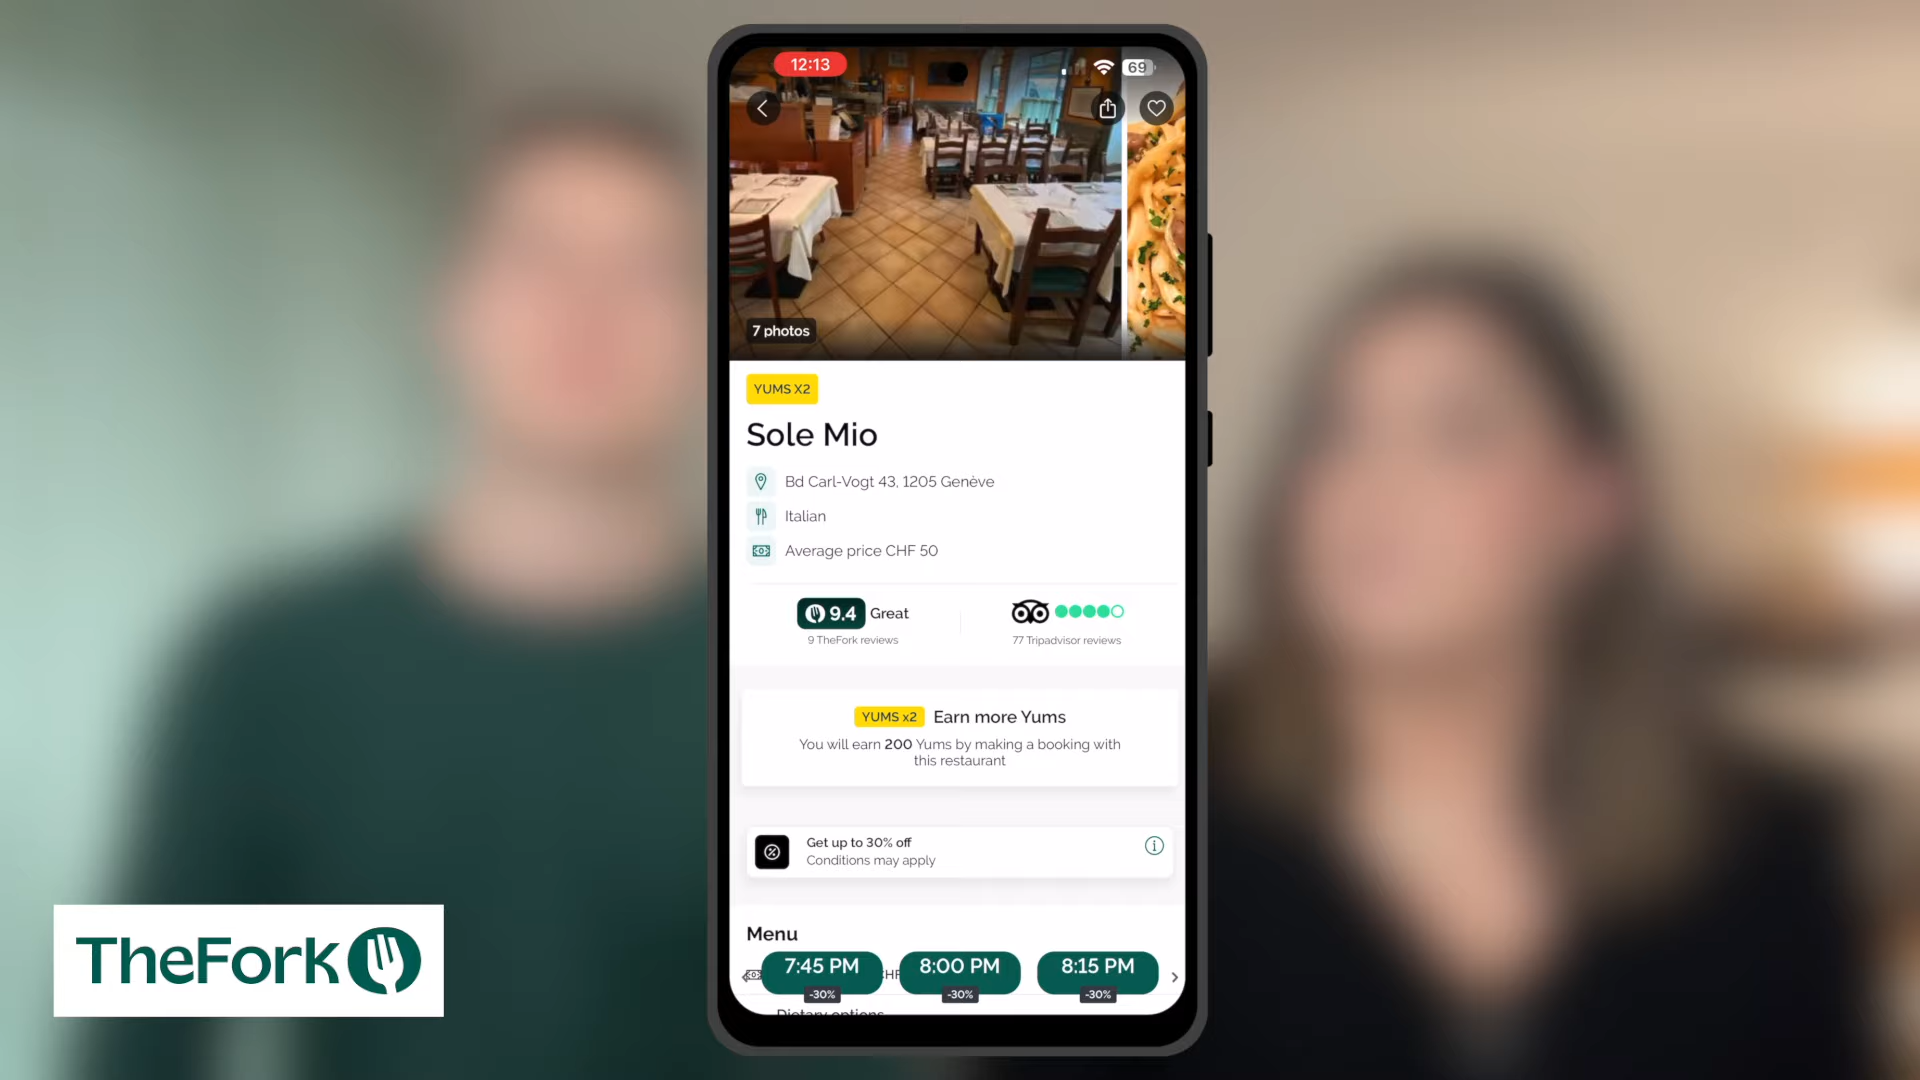 12:13
69
7 photos
YUMS X2
Sole Mio
Bd Carl-Vogt 43, 1205 Genève
Italian
Average price CHF 50
9.4 Great
9 TheFork reviews
77 Tripadvisor reviews
YUMS x2 Earn more Yums
You will earn 200 Yums by making a booking with
this restaurant
Get up to 30% off
Conditions may apply
Menu
7:45 PM
-30%
8:00 PM
-30%
8:15 PM
-30%
Dietary options
TheFork